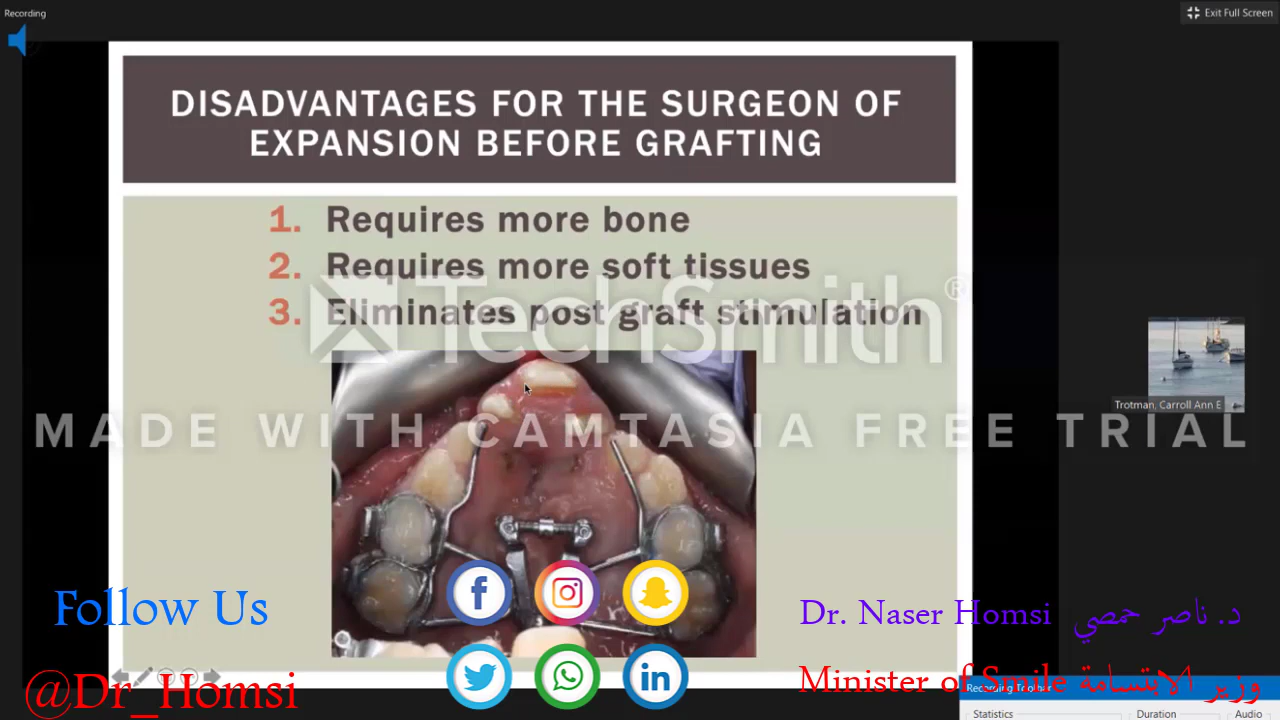 Recording
Exit Full Screen
DISADVANTAGES FOR THE SURGEON OF
EXPANSION BEFORE GRAFTING
1. Requires more bone
2. Requires more soft tissues
3. Eliminates post graft stimulation
TechSmith®
MADE WITH CAMTASIA FREE TRIAL
Trotman, Carroll Ann E
Follow Us
@Dr_Homsi
Dr. Naser Homsi د. ناصر حمصي
Minister of Smile وزير الابتسامة
Recording Toolbar
Statistics Duration Audio